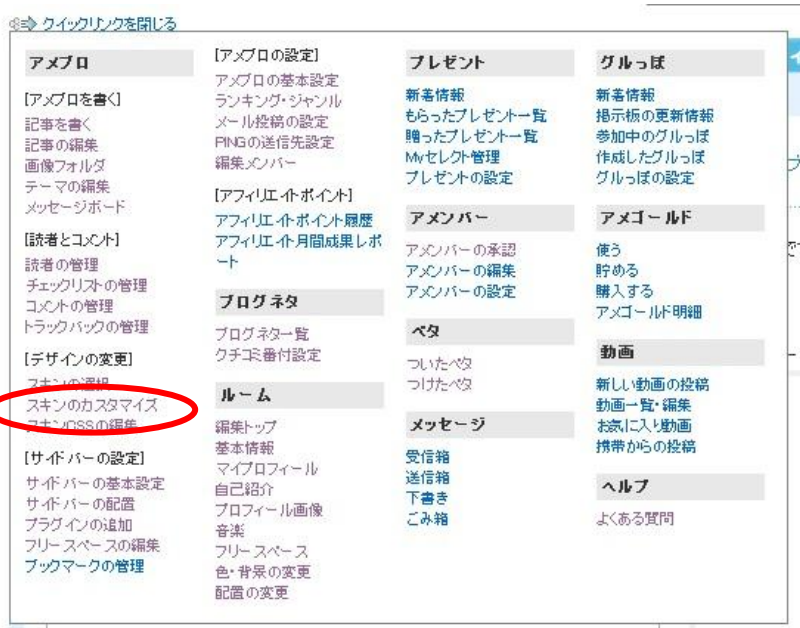 クイックリンクを閉じる
アメブロ
[アメブロを書く]
記事を書く
記事の編集
画像フォルダ
テーマの編集
メッセージボード
[読者とコメント]
読者の管理
チェックリストの管理
コメントの管理
トラックバックの管理
[デザインの変更]
スキンの選択
スキンのカスタマイズ
スキンCSSの編集
[サイドバーの設定]
サイドバーの基本設定
サイドバーの配置
プラグインの追加
フリースペースの編集
ブックマークの管理
[アメブロの設定]
アメブロの基本設定
ランキング・ジャンル
メール投稿の設定
PINGの送信先設定
編集メンバー
[アフィリエイトポイント]
アフィリエイトポイント履歴
アフィリエイト月間成果レポ
ート
ブログネタ
ブログネタ一覧
クチコミ番付設定
ルーム
編集トップ
基本情報
マイプロフィール
自己紹介
プロフィール画像
音楽
フリースペース
色・背景の変更
配置の変更
プレゼント
新着情報
もらったプレゼント一覧
贈ったプレゼント一覧
Myセレクト管理
プレゼントの設定
アメンバー
アメンバーの承認
アメンバーの編集
アメンバーの設定
ペタ
ついたペタ
つけたペタ
メッセージ
受信箱
送信箱
下書き
ごみ箱
グルっぽ
新着情報
掲示板の更新情報
参加中のグルっぽ
作成したグルっぽ
グルっぽの設定
アメゴールド
使う
貯める
購入する
アメゴールド明細
動画
新しい動画の投稿
動画一覧・編集
お気に入り動画
携帯からの投稿
ヘルプ
よくある質問